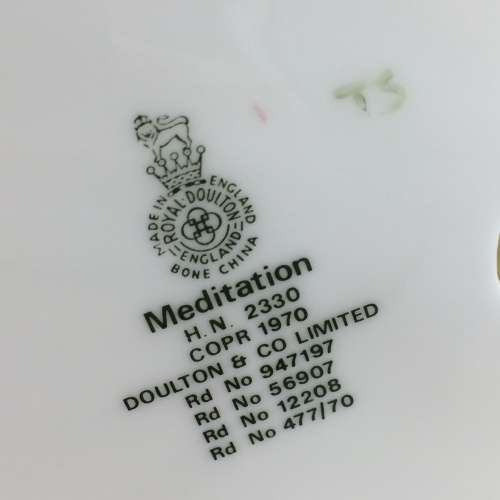 TS
MADE IN ENGLAND
ROYAL·DOULTON
ENGLAND
BONE CHINA
Meditation
H.N. 2330
COPR 1970
DOULTON & CO LIMITED
Rd No 947197
Rd No 56907
Rd No 12208
Rd No 477/70